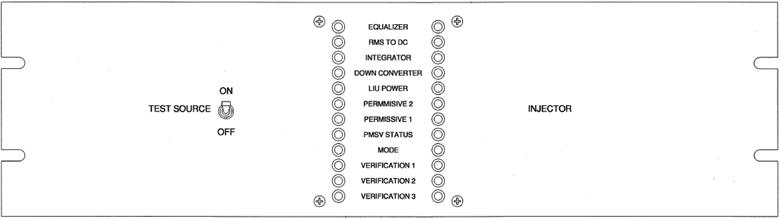 EQUALIZER
RMS TO DC
INTEGRATOR
DOWN CONVERTER
LIU POWER
PERMMISIVE 2
PERMISSIVE 1
PMSV STATUS
MODE
VERIFICATION 1
VERIFICATION 2
VERIFICATION 3
ON
TEST SOURCE
OFF
INJECTOR